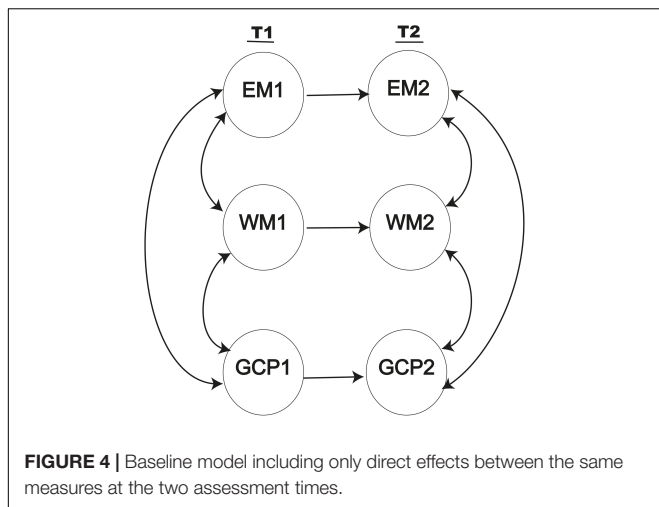 T1 T2
EM1 EM2
WM1 WM2
GCP1 GCP2
FIGURE 4 | Baseline model including only direct effects between the same
measures at the two assessment times.